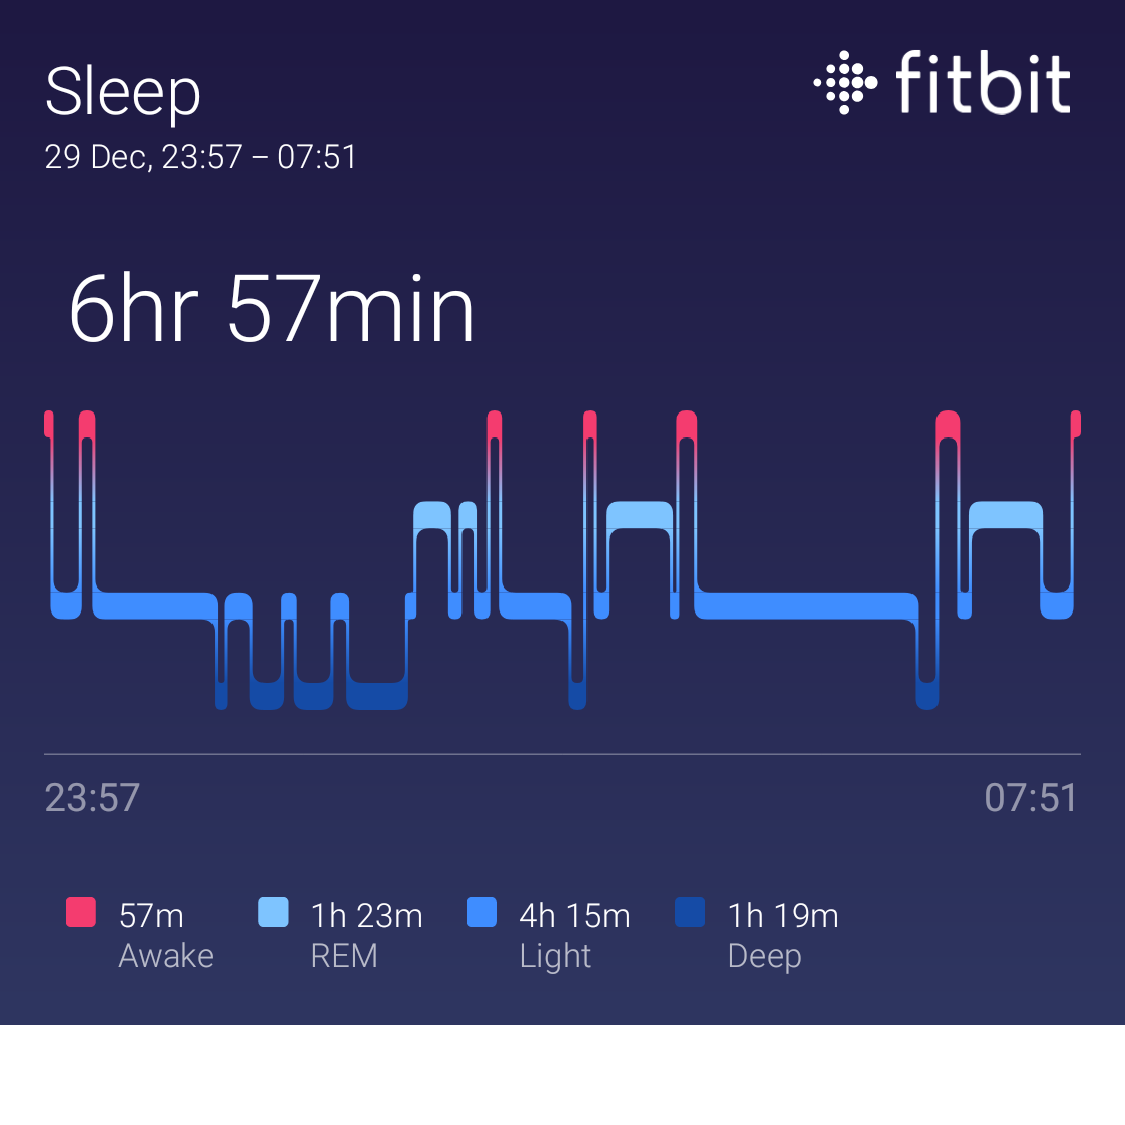 Sleep
fitbit
29 Dec, 23:57 – 07:51
6hr 57min
23:57
07:51
57m
Awake
1h 23m
REM
4h 15m
Light
1h 19m
Deep